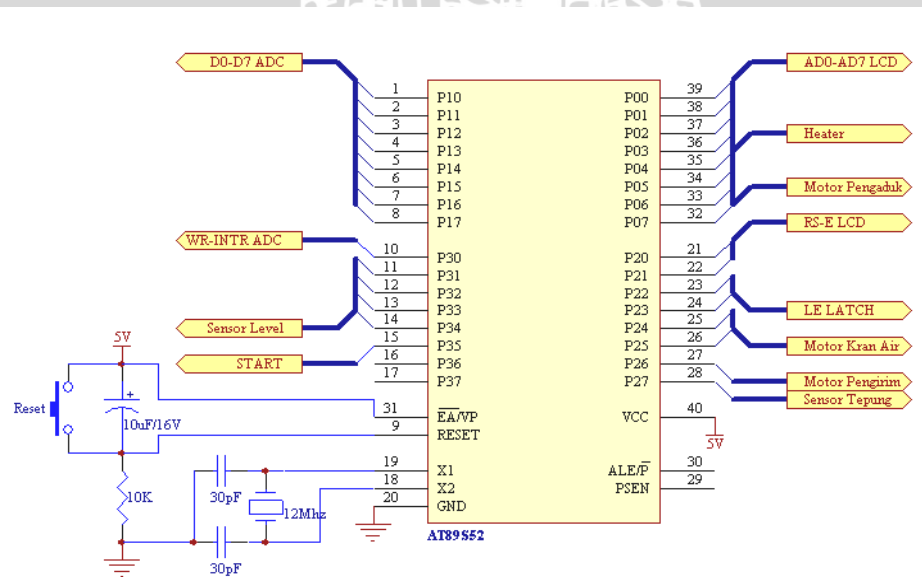 D0-D7 ADC
WR-INTR ADC
Sensor Level
START
5V
Reset
+
10uF/16V
10K
30pF
30pF
12Mhz
1 P10
2 P11
3 P12
4 P13
5 P14
6 P15
7 P16
8 P17
10 P30
11 P31
12 P32
13 P33
14 P34
15 P35
16 P36
17 P37
31 EA/VP
9 RESET
19 X1
18 X2
20 GND
P00 39
P01 38
P02 37
P03 36
P04 35
P05 34
P06 33
P07 32
P20 21
P21 22
P22 23
P23 24
P24 25
P25 26
P26 27
P27 28
VCC 40
5V
ALE/P 30
PSEN 29
AT89S52
AD0-AD7 LCD
Heater
Motor Pengaduk
RS-E LCD
LE LATCH
Motor Kran Air
Motor Pengirim
Sensor Tepung